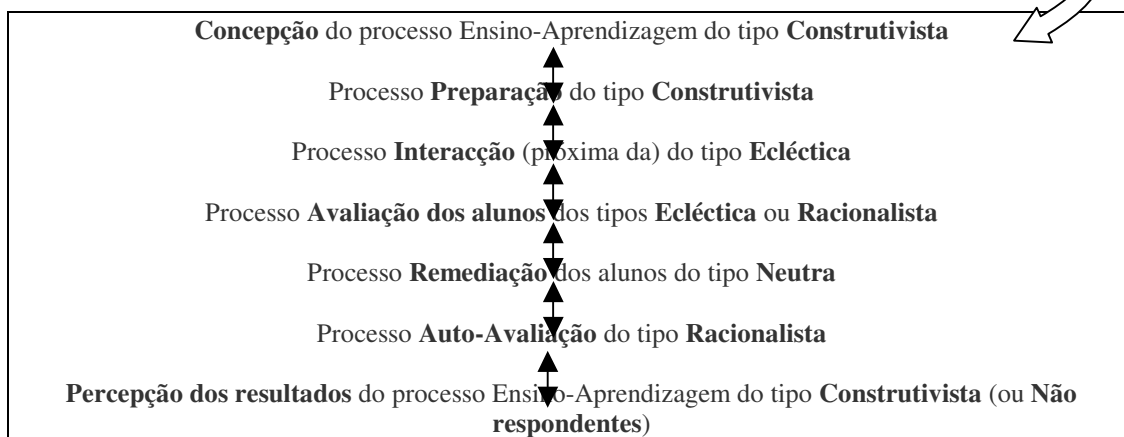 Concepção do processo Ensino-Aprendizagem do tipo Construtivista
Processo Preparação do tipo Construtivista
Processo Interacção (próxima da) do tipo Ecléctica
Processo Avaliação dos alunos dos tipos Ecléctica ou Racionalista
Processo Remediação dos alunos do tipo Neutra
Processo Auto-Avaliação do tipo Racionalista
Percepção dos resultados do processo Ensino-Aprendizagem do tipo Construtivista (ou Não
respondentes)